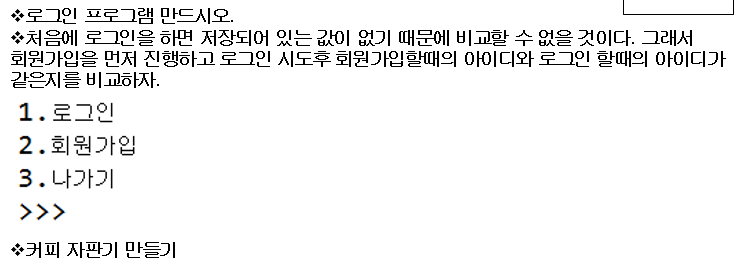 ❖로그인 프로그램 만드시오.
❖처음에 로그인을 하면 저장되어 있는 값이 없기 때문에 비교할 수 없을 것이다. 그래서
회원가입을 먼저 진행하고 로그인 시도후 회원가입할때의 아이디와 로그인 할때의 아이디가
같은지를 비교하자.
1.로그인
2.회원가입
3.나가기
>>>
❖커피 자판기 만들기